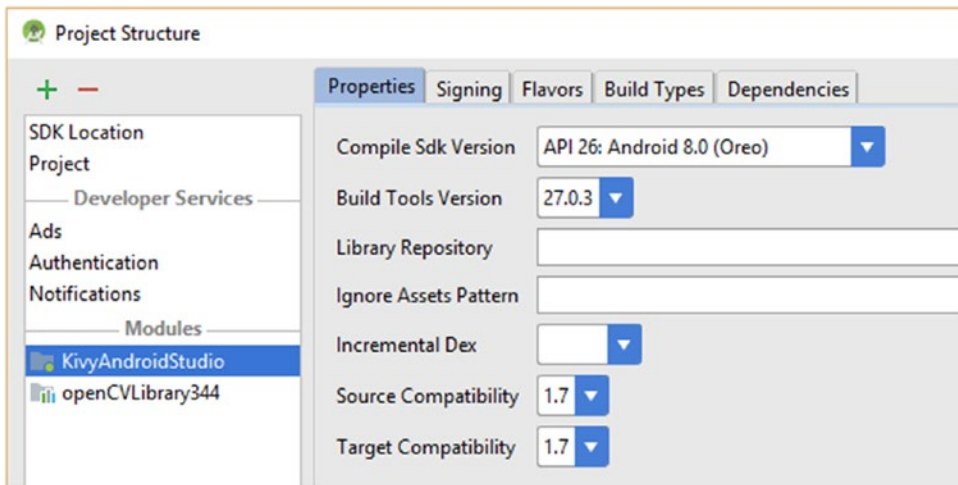 Project Structure
SDK Location
Project
Developer Services
Ads
Authentication
Notifications
Modules
KivyAndroidStudio
openCVLibrary344
Properties Signing Flavors Build Types Dependencies
Compile Sdk Version API 26: Android 8.0 (Oreo)
Build Tools Version 27.0.3
Library Repository
Ignore Assets Pattern
Incremental Dex
Source Compatibility 1.7
Target Compatibility 1.7